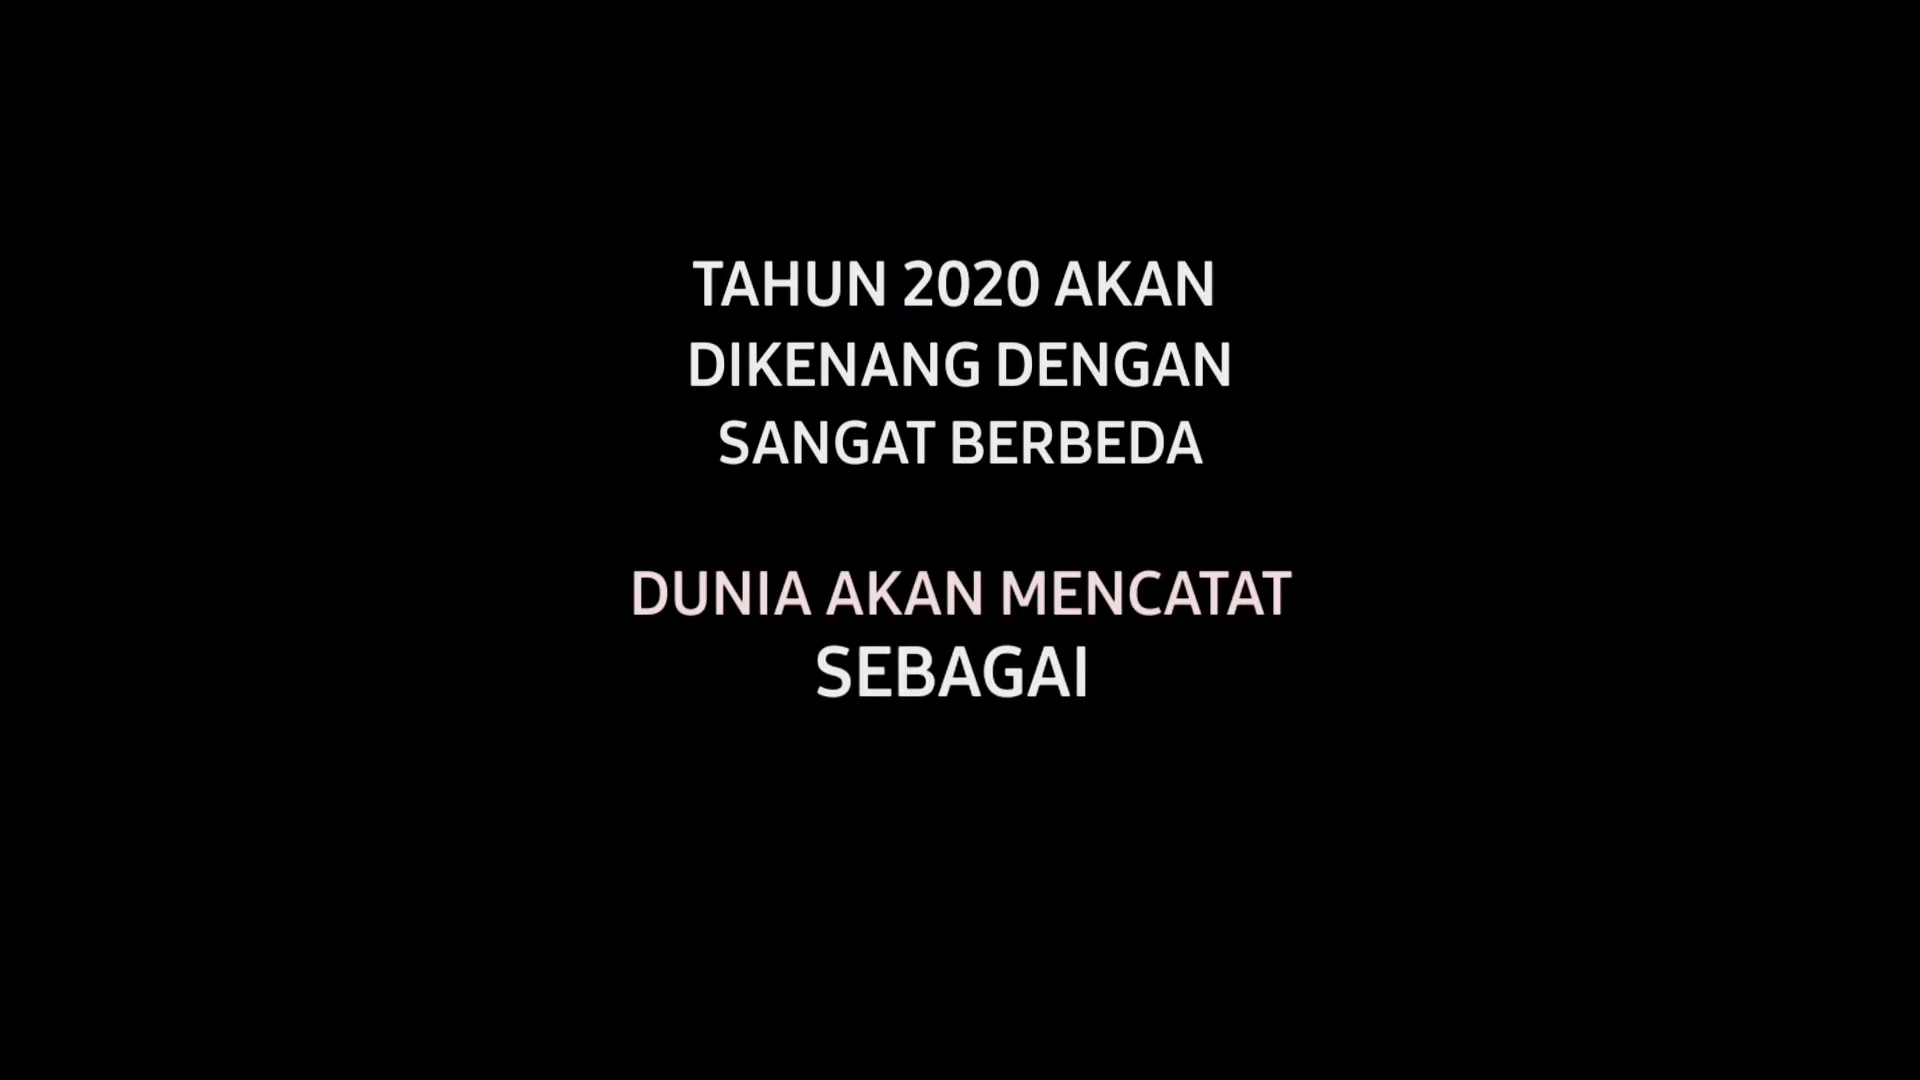 TAHUN 2020 AKAN
DIKENANG DENGAN
SANGAT BERBEDA
DUNIA AKAN MENCATAT
SEBAGAI